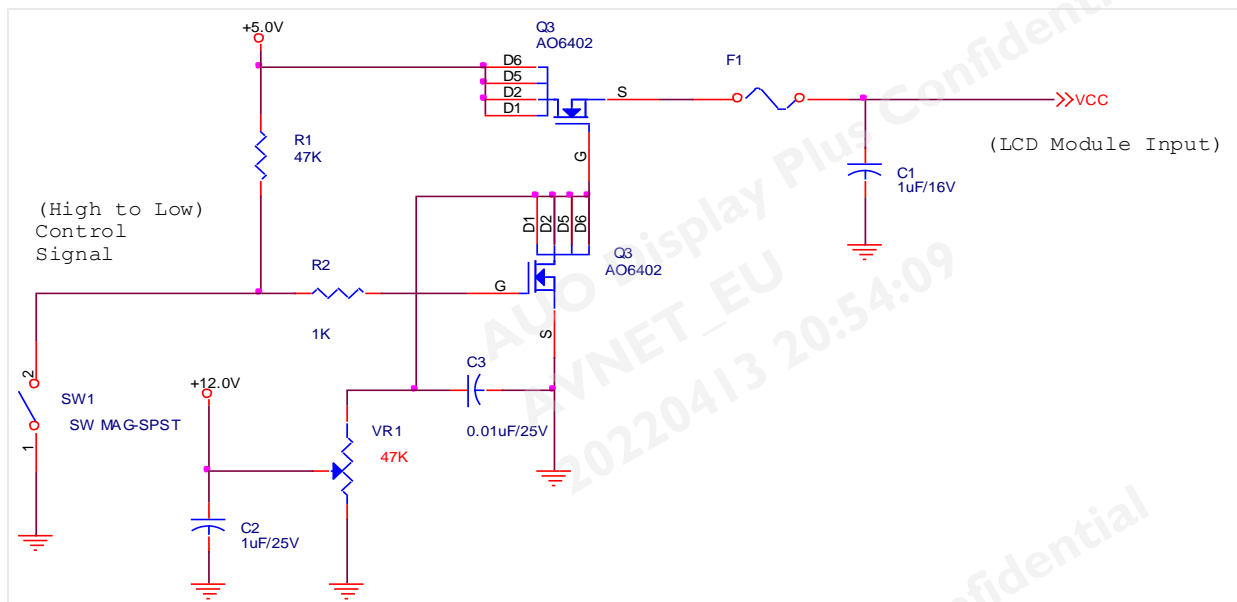 +5.0V
Q3
AO6402
D6
D5
D2
D1
S
G
F1
VCC
(LCD Module Input)
R1
47K
C1
1uF/16V
(High to Low)
Control
Signal
D1
D2
D5
D6
Q3
AO6402
R2
1K
G
S
2
SW1
SW MAG-SPST
1
+12.0V
C3
0.01uF/25V
VR1
47K
C2
1uF/25V
AUO Display Plus Confidential
AVNET_EU
20220413 20:54:09
Confidential